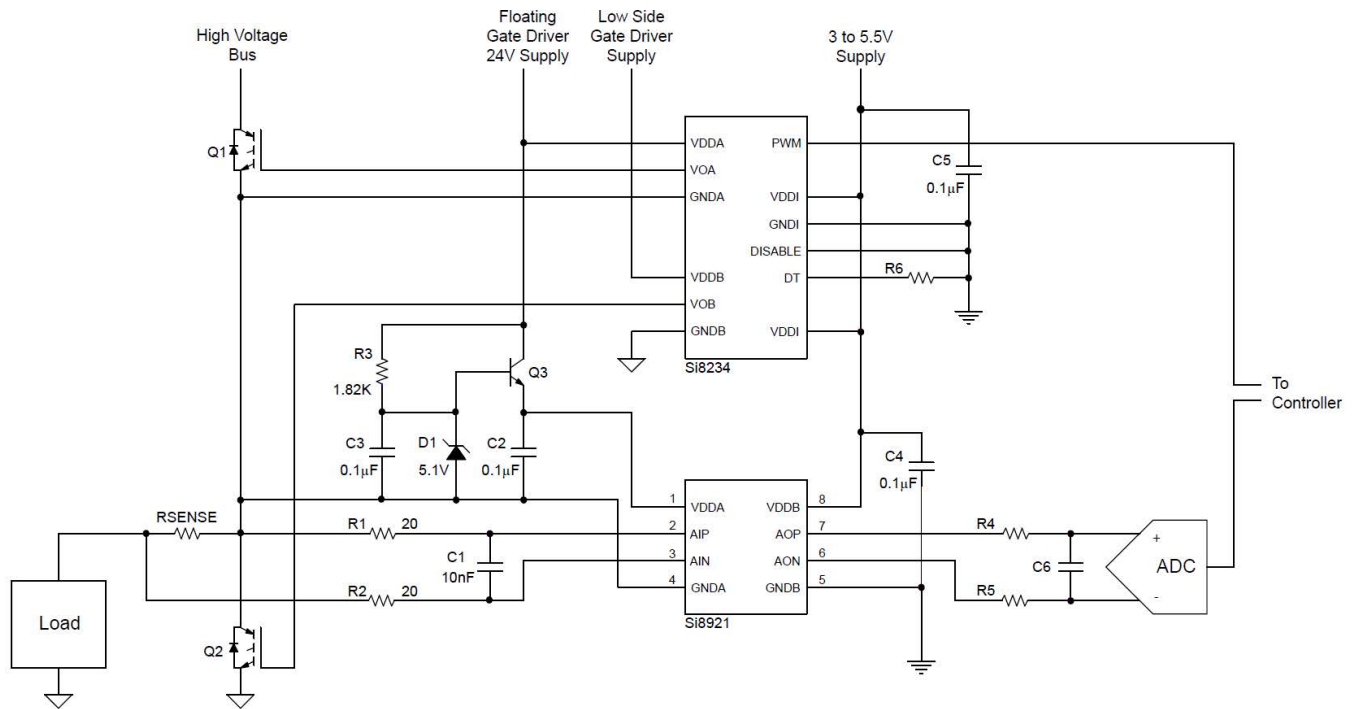 High Voltage
Bus
Floating
Gate Driver
24V Supply
Low Side
Gate Driver
Supply
3 to 5.5V
Supply
Q1
VDDA
VOA
GNDA
VDDB
VOB
GNDB
PWM
VDDI
GNDI
DISABLE
DT
VDDI
Si8234
C5
0.1µF
R6
R3
1.82K
Q3
C3
0.1µF
D1
5.1V
C2
0.1µF
To
Controller
C4
0.1µF
RSENSE
R1 20
C1
10nF
R2 20
1
2
3
4
VDDA
AIP
AIN
GNDA
VDDB
AOP
AON
GNDB
8
7
6
5
Si8921
R4
C6
R5
+
ADC
-
Load
Q2